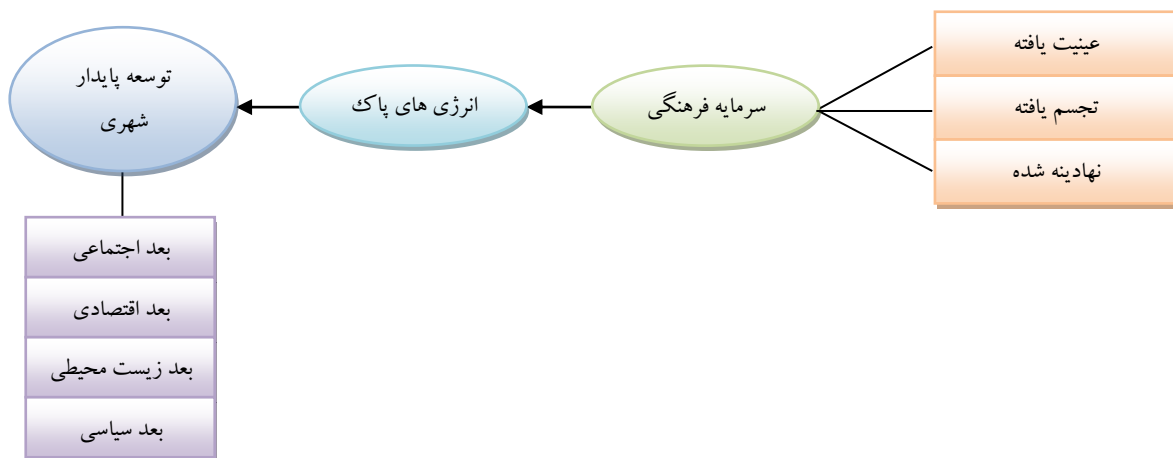 عینیت یافته
تجسم یافته
نهادینه شده
سرمایه فرهنگی
انرژی های پاک
توسعه پایدار
شهری
بعد اجتماعی
بعد اقتصادی
بعد زیست محیطی
بعد سیاسی